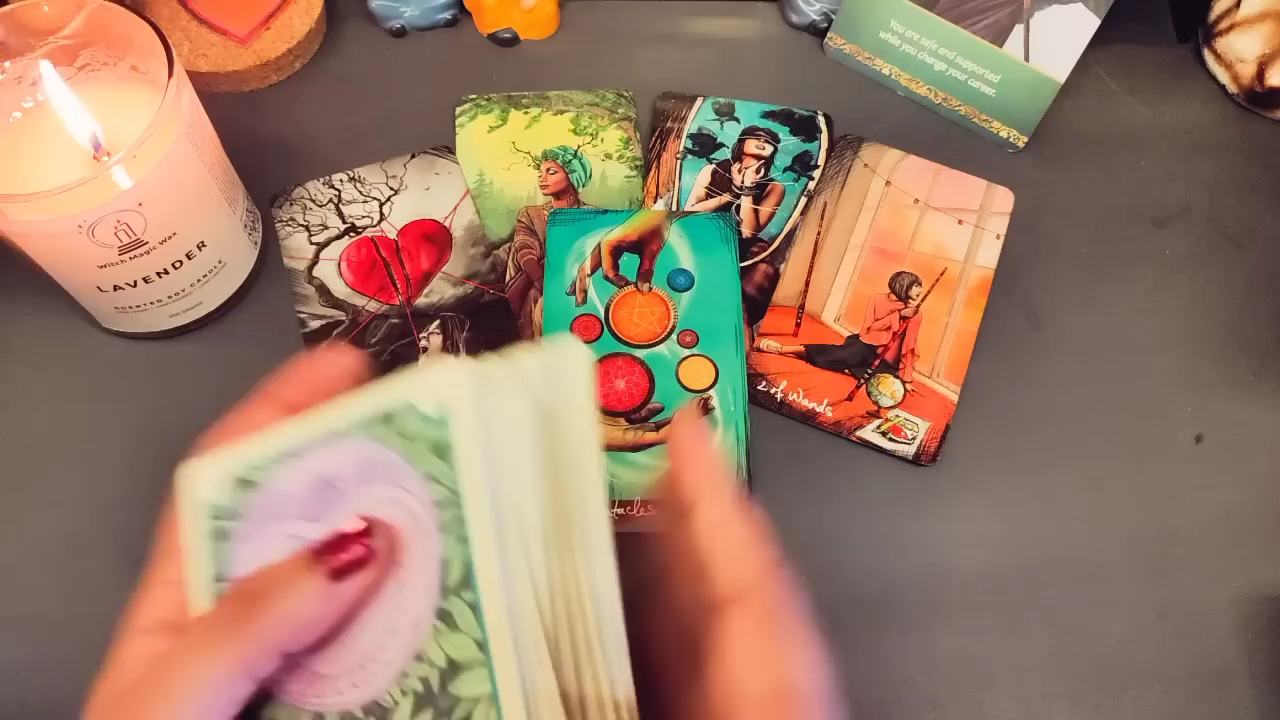 You are safe and supported
while you change your career.
Witch Magic Wax
LAVENDER
SCENTED SOY CANDLE
2 of Wands
tacles